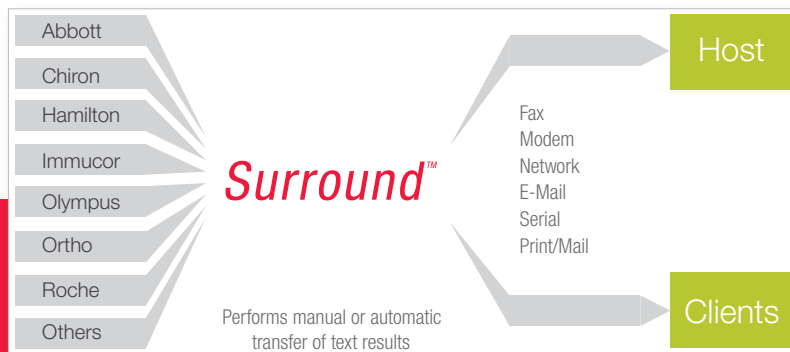 Abbott
Chiron
Hamilton
Immucor
Olympus
Ortho
Roche
Others
Surround™
Performs manual or automatic
transfer of text results
Fax
Modem
Network
E-Mail
Serial
Print/Mail
Host
Clients